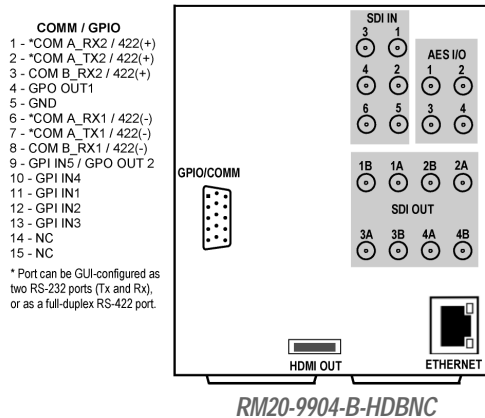 COMM / GPIO
1 - *COM A_RX2 / 422(+)
2 - *COM A_TX2 / 422(+)
3 - COM B_RX2 / 422(+)
4 - GPO OUT1
5 - GND
6 - *COM A_RX1 / 422(-)
7 - *COM A_TX1 / 422(-)
8 - COM B_RX1 / 422(-)
9 - GPI IN5 / GPO OUT 2
10 - GPI IN4
11 - GPI IN1
12 - GPI IN2
13 - GPI IN3
14 - NC
15 - NC
* Port can be GUI-configured as
two RS-232 ports (Tx and Rx),
or as a full-duplex RS-422 port.
GPIO/COMM
SDI IN
3 1
4 2
6 5
AES I/O
1 2
3 4
1B 1A 2B 2A
SDI OUT
3A 3B 4A 4B
HDMI OUT
ETHERNET
RM20-9904-B-HDBNC